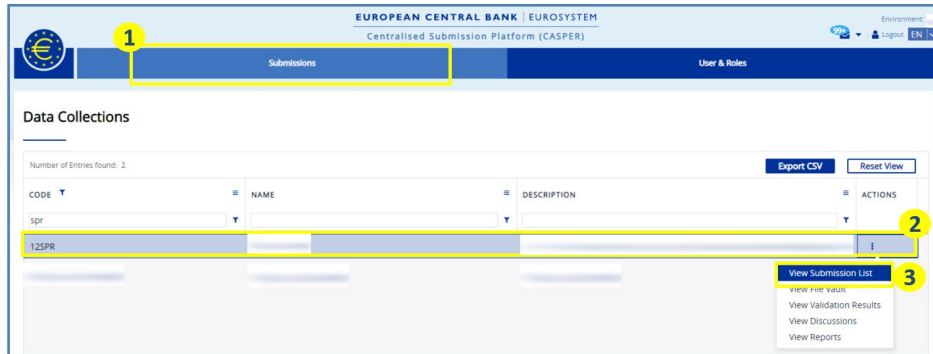 EUROPEAN CENTRAL BANK | EUROSYSTEM
Centralised Submission Platform (CASPER)
Environment:
99+
Logout EN
1
Submissions
User & Roles
Data Collections
Number of Entries found: 2
Export CSV
Reset View
CODE
NAME
DESCRIPTION
ACTIONS
spr
2
12SPR
View Submission List
3
View File Vault
View Validation Results
View Discussions
View Reports